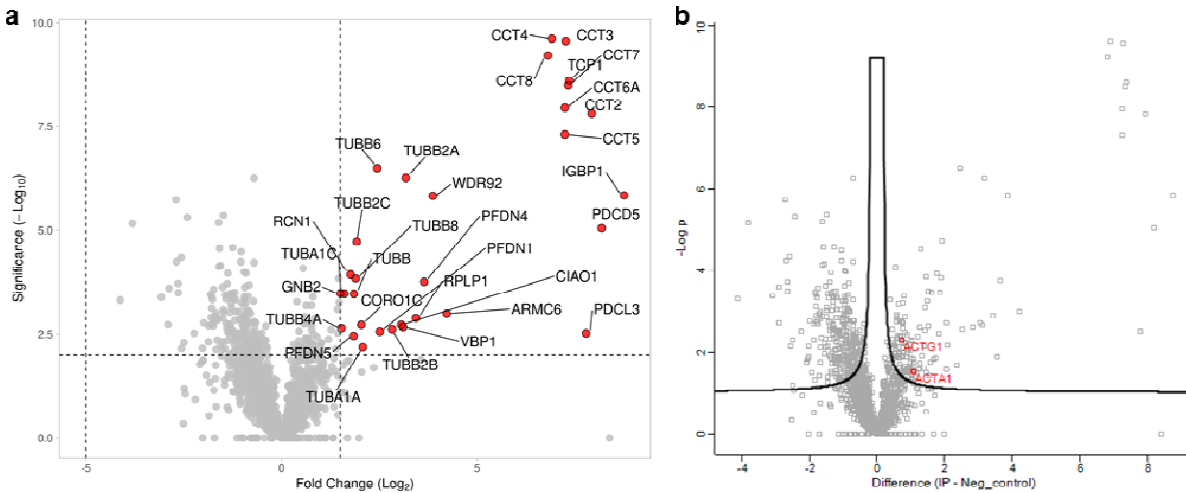 a
10.0
7.5
5.0
2.5
0.0
-5
0
5
Significance (−Log10)
Fold Change (Log2)
CCT4
CCT3
CCT7
CCT8
TCP1
CCT6A
CCT2
CCT5
TUBB6
TUBB2A
IGBP1
WDR92
TUBB2C
PFDN4
PDCD5
RCN1
TUBB8
TUBA1C
TUBB
PFDN1
GNB2
RPLP1
CIAO1
CORO1C
TUBB4A
ARMC6
PDCL3
PFDN5
VBP1
TUBB2B
TUBA1A
b
10
8
6
4
2
0
-4
-2
0
2
4
6
8
-Log p
Difference (IP - Neg_control)
ACTG1
ACTA1